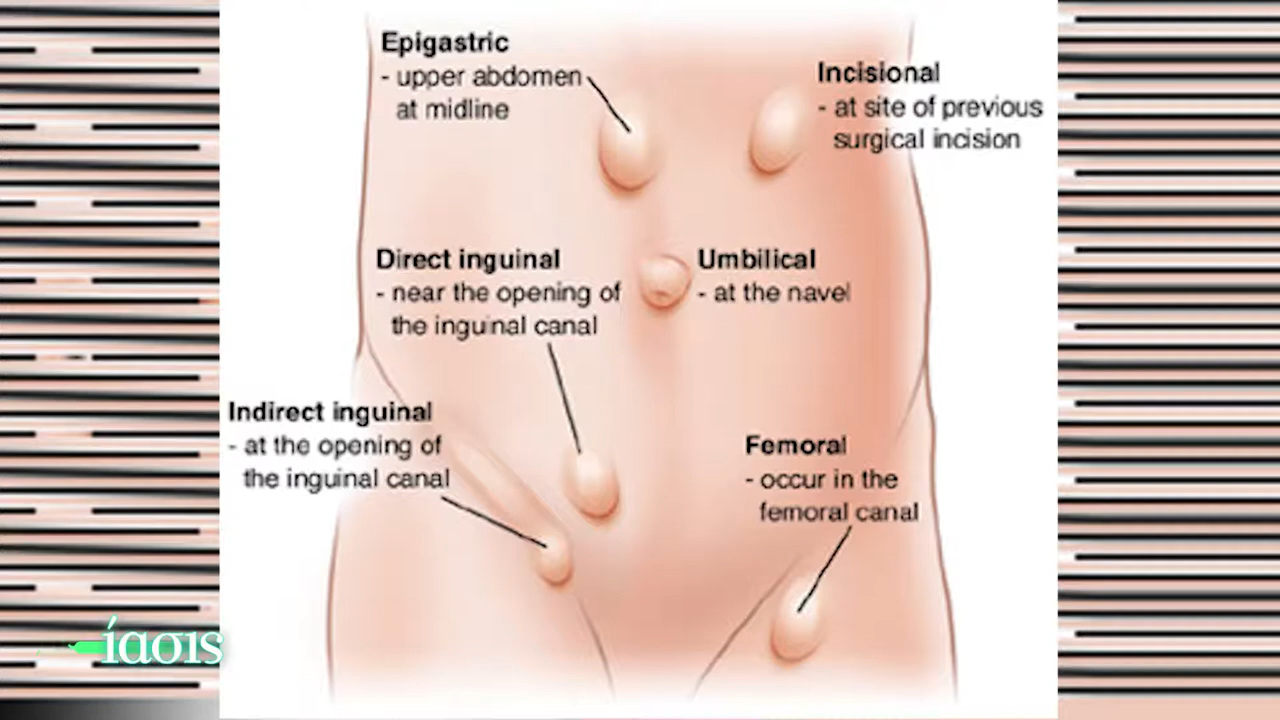 Epigastric
- upper abdomen
at midline
Incisional
- at site of previous
surgical incision
Direct inguinal
- near the opening of
the inguinal canal
Umbilical
- at the navel
Indirect inguinal
- at the opening of
the inguinal canal
Femoral
- occur in the
femoral canal
ίασις